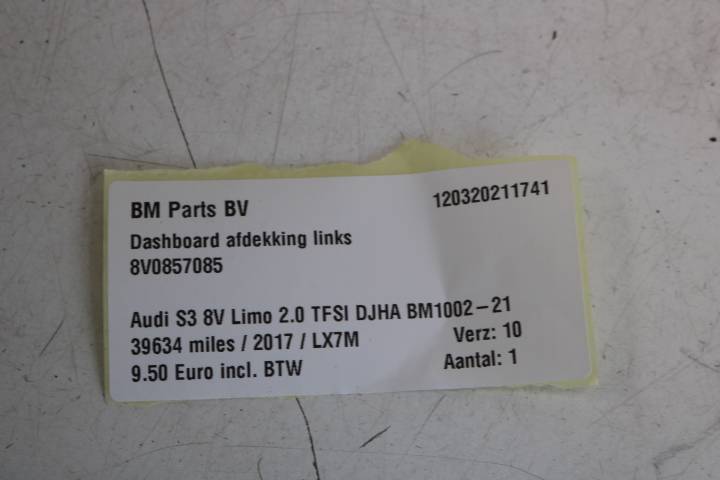 BM Parts BV
120320211741
Dashboard afdekking links
8V0857085
Audi S3 8V Limo 2.0 TFSI DJHA BM1002-21
39634 miles / 2017 / LX7M
Verz: 10
9.50 Euro incl. BTW
Aantal: 1